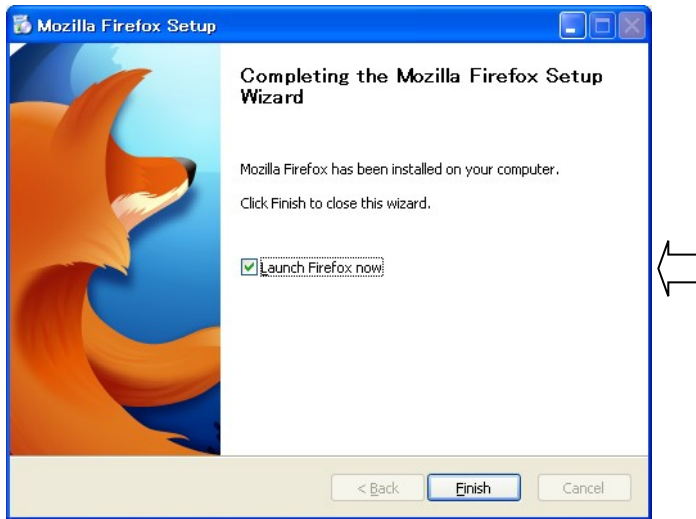 Mozilla Firefox Setup
Completing the Mozilla Firefox Setup
Wizard
Mozilla Firefox has been installed on your computer.
Click Finish to close this wizard.
Launch Firefox now
< Back
Finish
Cancel